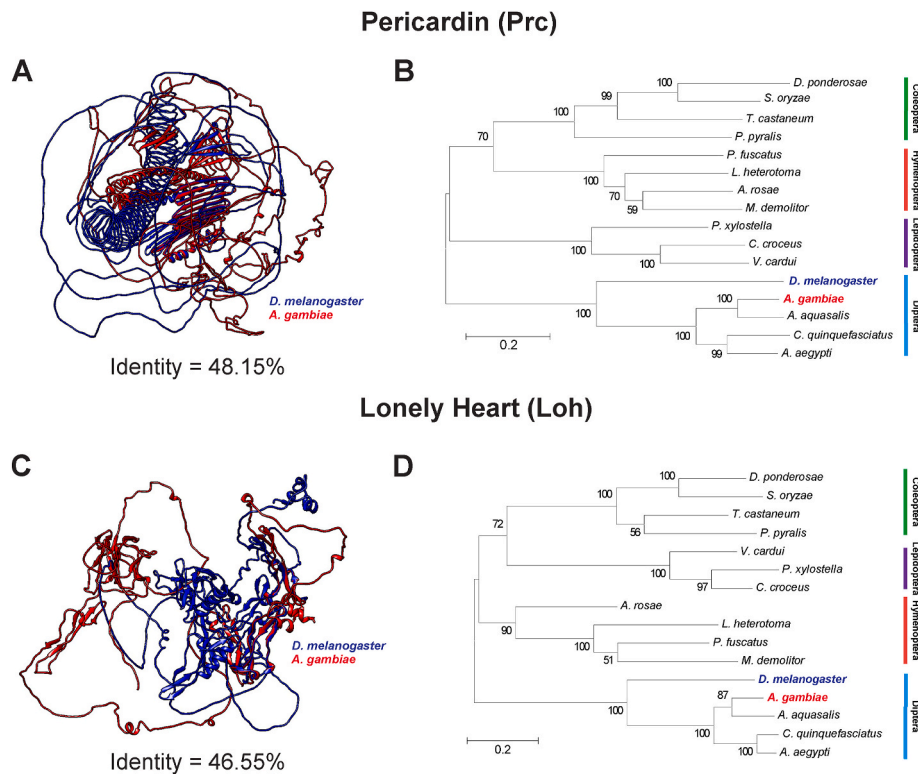 Pericardin (Prc)
A
D. melanogaster
A. gambiae
Identity = 48.15%
B
100
D. ponderosae
99
S. oryzae
100
T. castaneum
70
P. pyralis
P. fuscatus
100
L. heterotoma
70
A. rosae
59
M. demolitor
P. xylostella
100
C. croceus
100
V. cardui
D. melanogaster
100
100
A. gambiae
100
A. aquasalis
C. quinquefasciatus
99
A. aegypti
0.2
Coleoptera
Hymenoptera
Lepidoptera
Diptera
Lonely Heart (Loh)
C
D. melanogaster
A. gambiae
Identity = 46.55%
D
100
D. ponderosae
100
S. oryzae
72
T. castaneum
56
P. pyralis
V. cardui
100
P. xylostella
97
C. croceus
A. rosae
90
L. heterotoma
100
P. fuscatus
51
M. demolitor
D. melanogaster
100
87
A. gambiae
100
A. aquasalis
C. quinquefasciatus
100
A. aegypti
0.2
Coleoptera
Lepidoptera
Hymenoptera
Diptera